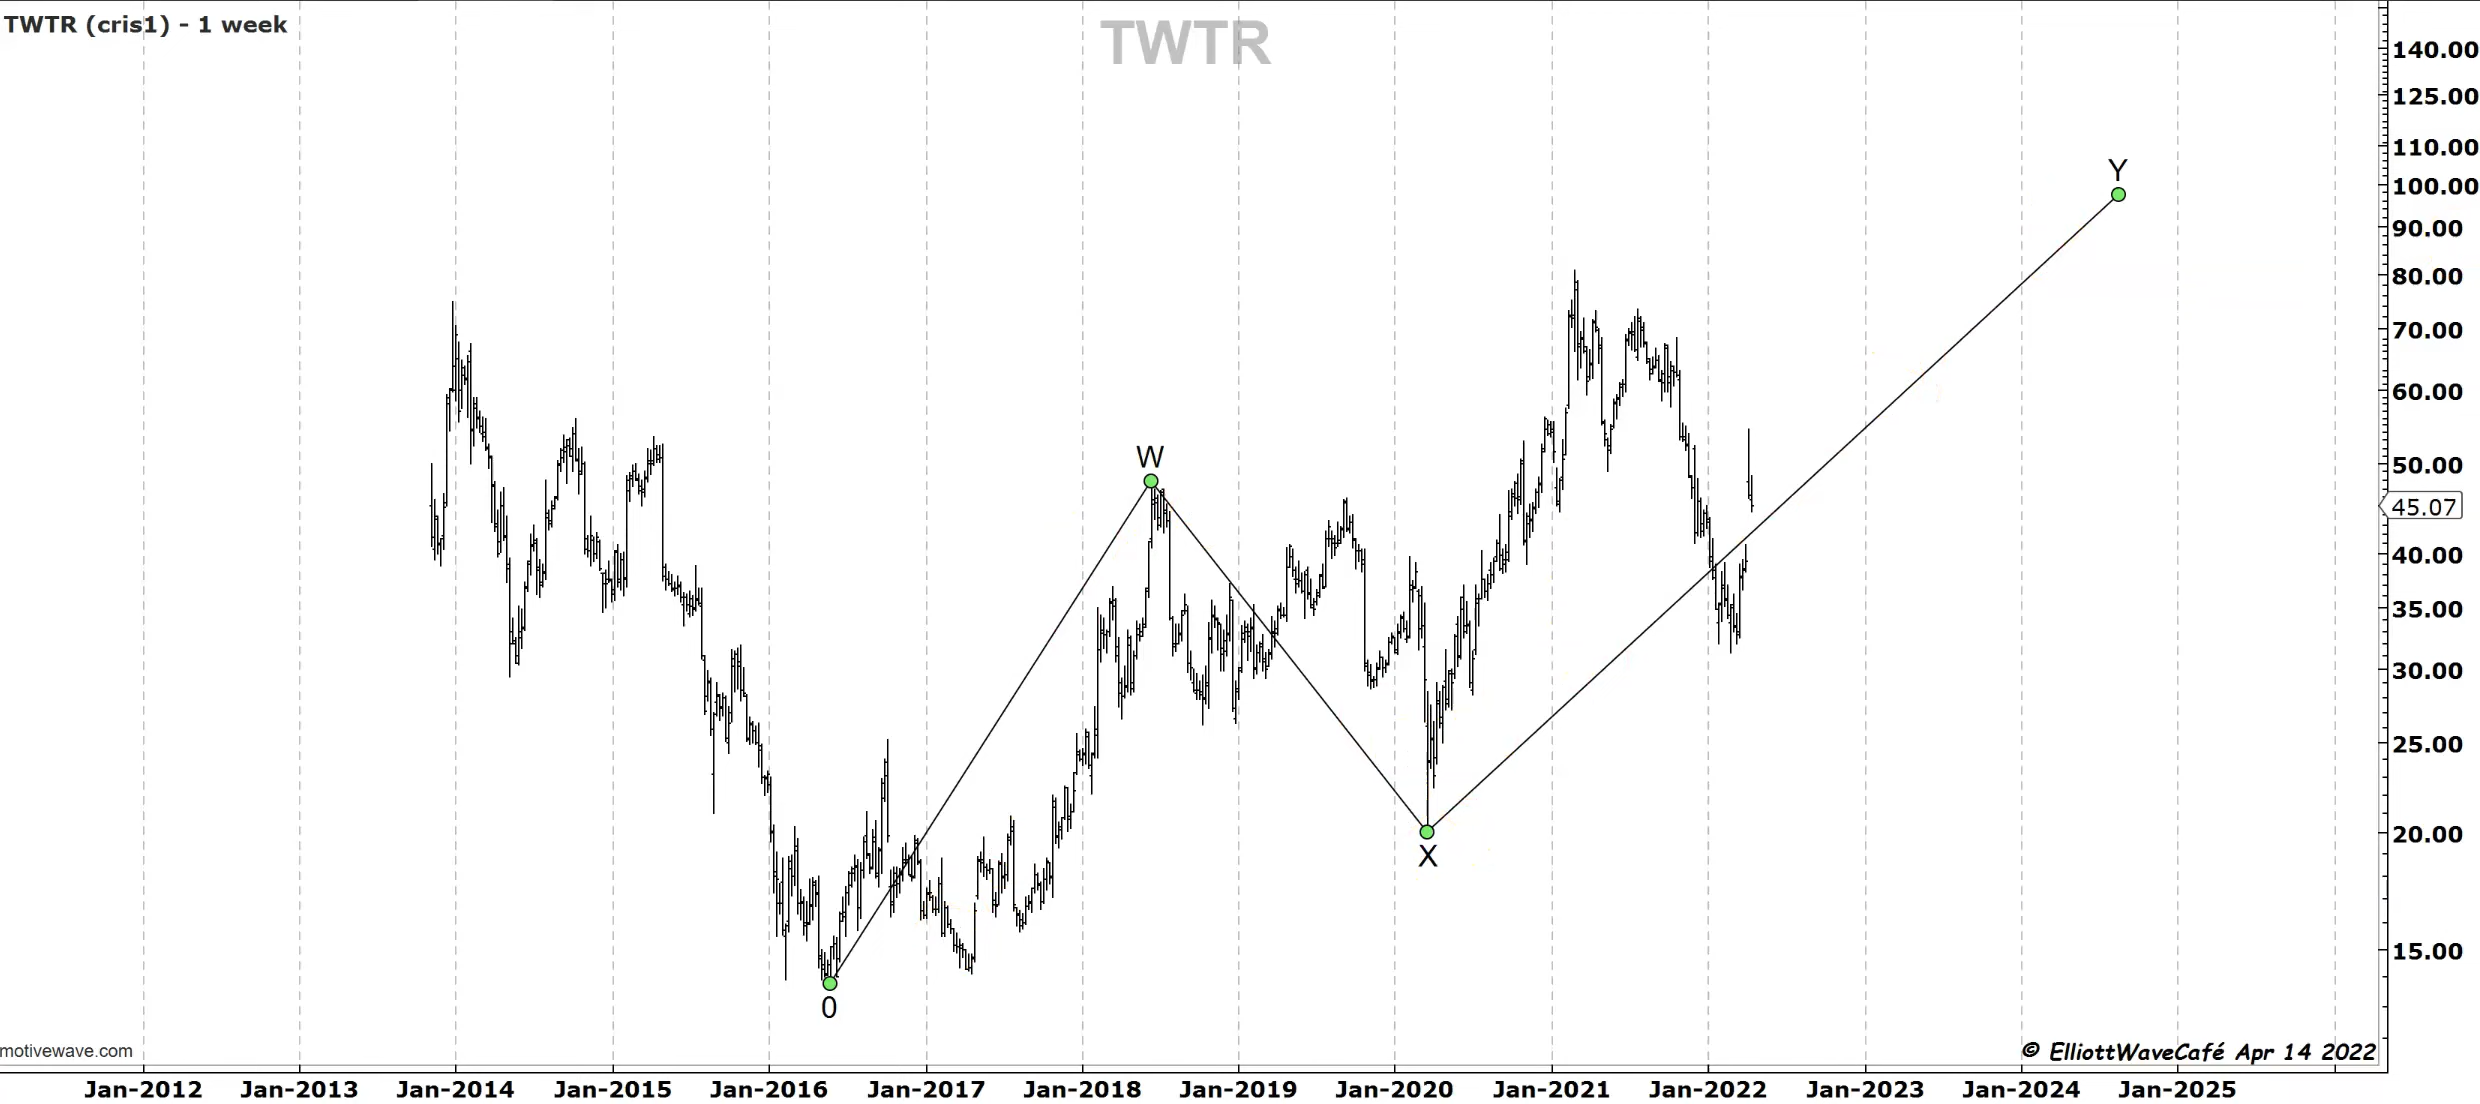 TWTR (cris1) - 1 week
TWTR
140.00
125.00
110.00
Y
100.00
90.00
80.00
70.00
60.00
W
50.00
45.07
40.00
35.00
30.00
25.00
20.00
X
15.00
0
motivewave.com
© ElliottWaveCafé Apr 14 2022
Jan-2012 Jan-2013 Jan-2014 Jan-2015 Jan-2016 Jan-2017 Jan-2018 Jan-2019 Jan-2020 Jan-2021 Jan-2022 Jan-2023 Jan-2024 Jan-2025